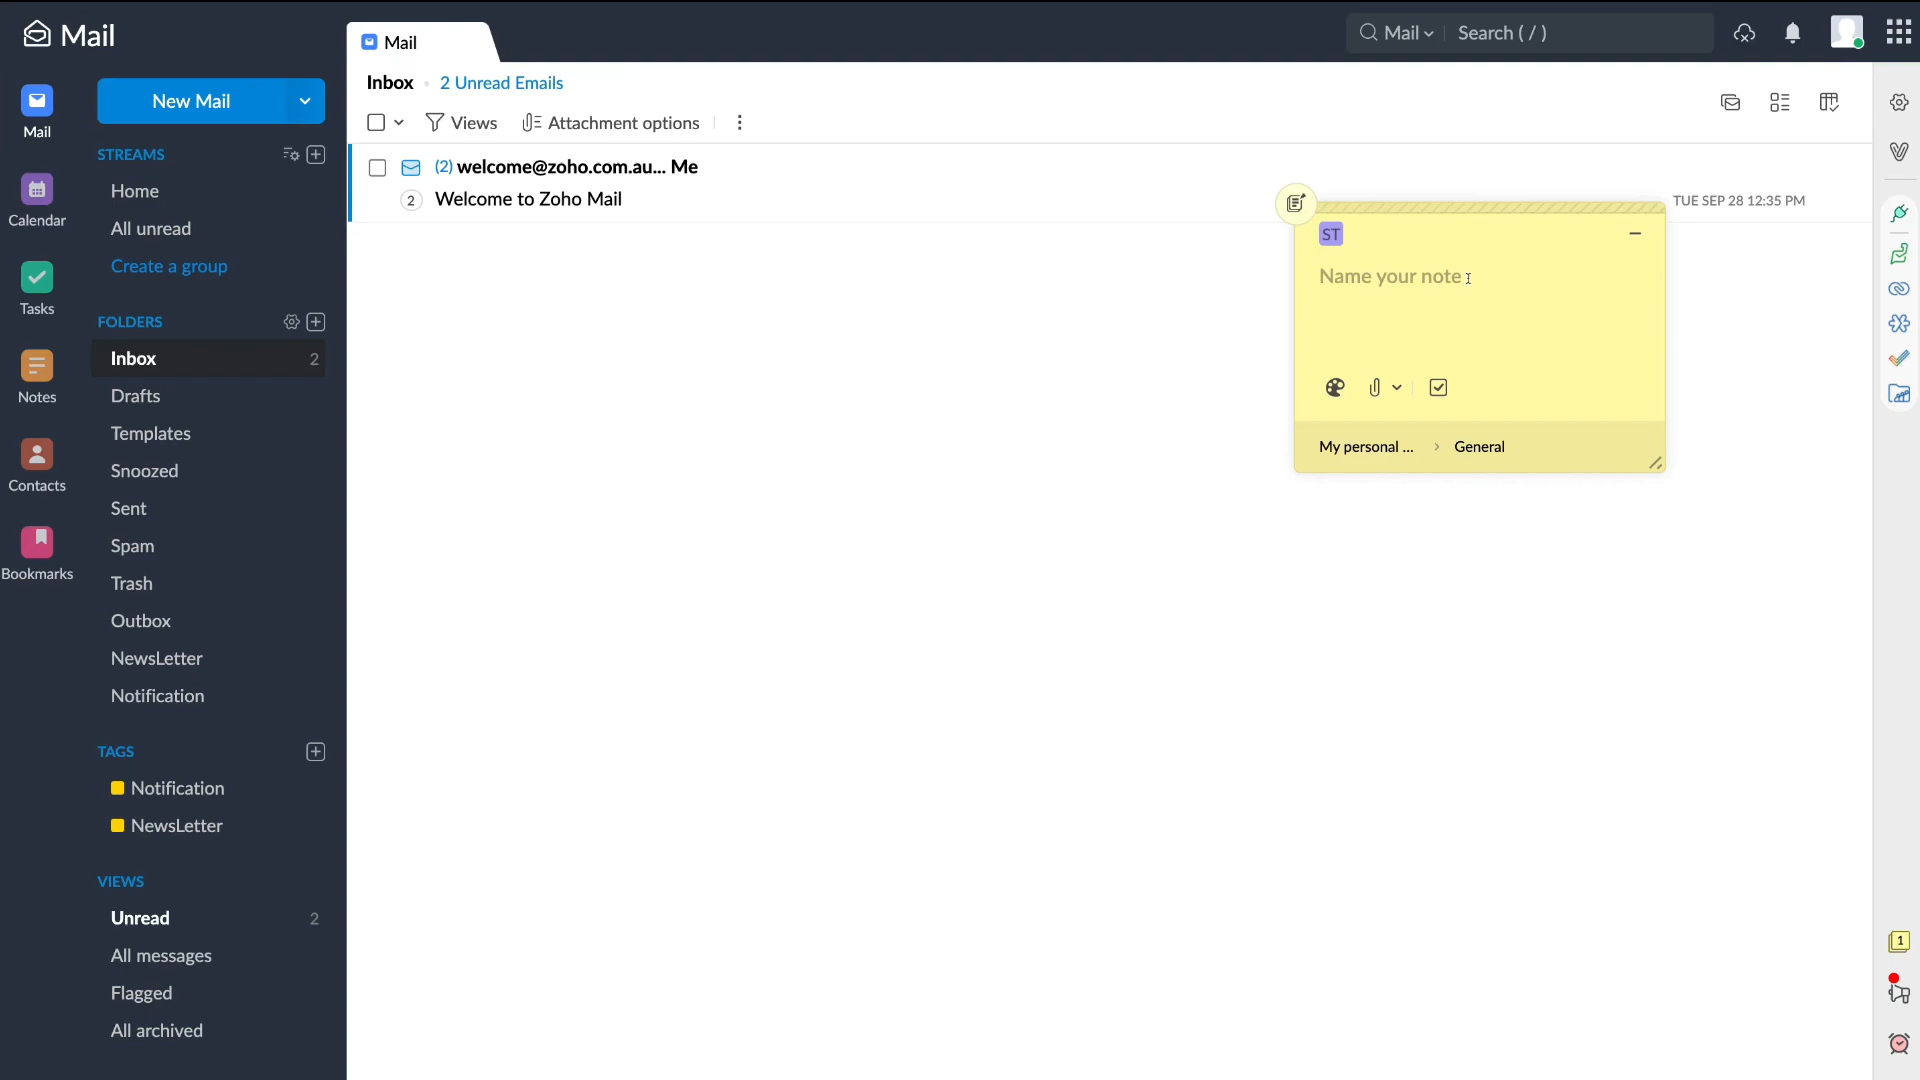 Mail
Mail
Mail
Search ( / )
Mail
Calendar
Tasks
Notes
Contacts
Bookmarks
New Mail
STREAMS
Home
All unread
Create a group
FOLDERS
Inbox 2
Drafts
Templates
Snoozed
Sent
Spam
Trash
Outbox
NewsLetter
Notification
TAGS
Notification
NewsLetter
VIEWS
Unread 2
All messages
Flagged
All archived
Inbox
2 Unread Emails
Views
Attachment options
(2) welcome@zoho.com.au... Me
2 Welcome to Zoho Mail
TUE SEP 28 12:35 PM
ST
Name your note
My personal ...
General
1